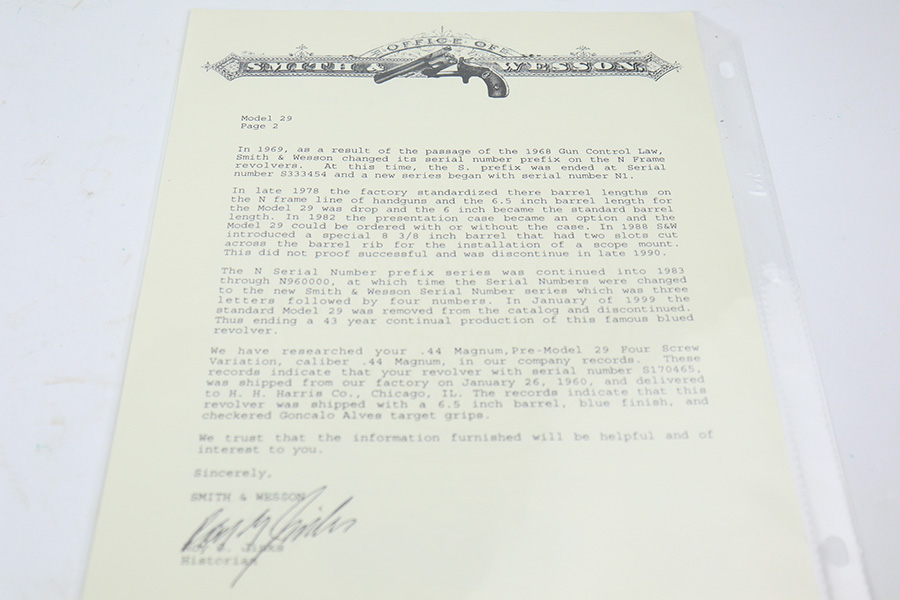 OFFICE OF
SMITH & WESSON
Model 29
Page 2
In 1969, as a result of the passage of the 1968 Gun Control Law,
Smith & Wesson changed its serial number prefix on the N Frame
revolvers. At this time, the S. prefix was ended at Serial
number S333454 and a new series began with serial number N1.
In late 1978 the factory standardized there barrel lengths on
the N frame line of handguns and the 6.5 inch barrel length for
the Model 29 was drop and the 6 inch became the standard barrel
length. In 1982 the presentation case became an option and the
Model 29 could be ordered with or without the case. In 1988 S&W
introduced a special 8 3/8 inch barrel that had two slots cut
across the barrel rib for the installation of a scope mount.
This did not proof successful and was discontinue in late 1990.
The N Serial Number prefix series was continued into 1983
through N960000, at which time the Serial Numbers were changed
to the new Smith & Wesson Serial Number series which was three
letters followed by four numbers. In January of 1999 the
standard Model 29 was removed from the catalog and discontinued.
Thus ending a 43 year continual production of this famous blued
revolver.
We have researched your .44 Magnum,Pre-Model 29 Four Screw
Variation, caliber .44 Magnum, in our company records. These
records indicate that your revolver with serial number S170465,
was shipped from our factory on January 26, 1960, and delivered
to H. H. Harris Co., Chicago, IL. The records indicate that this
revolver was shipped with a 6.5 inch barrel, blue finish, and
checkered Goncalo Alves target grips.
We trust that the information furnished will be helpful and of
interest to you.
Sincerely,
SMITH & WESSON
Roy G. Jinks
Roy G. Jinks
Historian